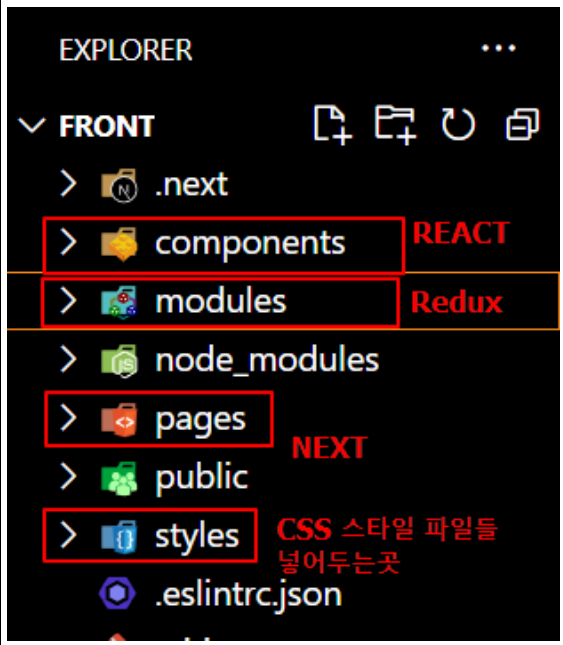 EXPLORER
FRONT
.next
components
REACT
modules
Redux
node_modules
pages
NEXT
public
styles
CSS 스타일 파일들
넣어두는곳
.eslintrc.json